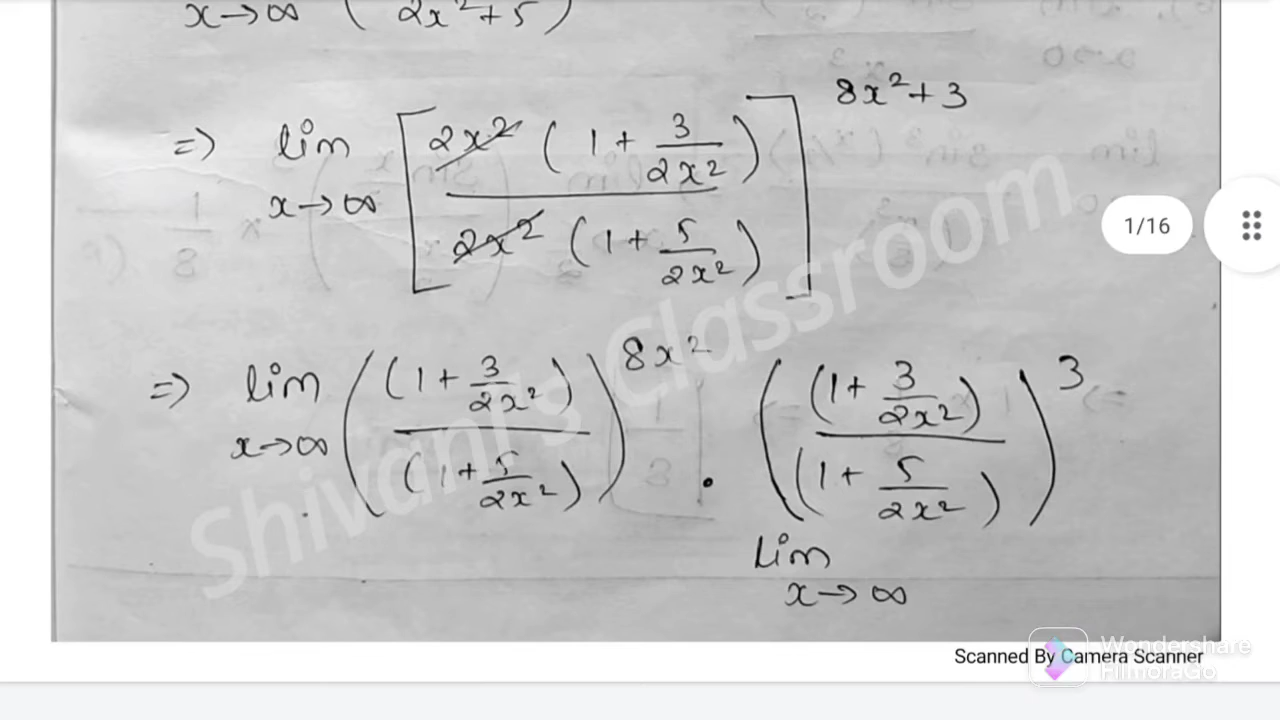 x→∞ ( 2x²+5 )
=> lim x→∞ [ 2x² ( 1 + 3/2x² ) / 2x² ( 1 + 5/2x² ) ]^8x²+3
1/16
=> lim x→∞ ( (1 + 3/2x²) / (1 + 5/2x²) )^8x² . ( (1 + 3/2x²) / ((1 + 5/2x²) )^3
lim
x→∞
Shivani's Classroom
Scanned By Camera Scanner
Wondershare
FilmoraGo